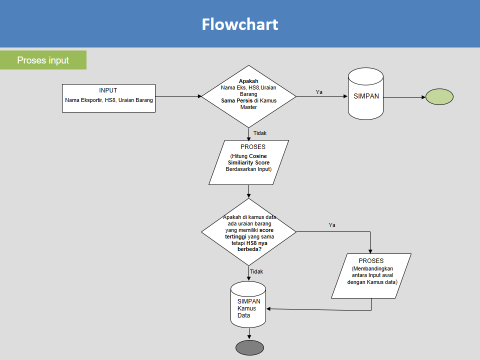 Flowchart
Proses input
INPUT
Nama Eksportir, HS8, Uraian Barang
Apakah
Nama Eks, HS8,Uraian
Barang
Sama Persis di Kamus
Master
Ya
SIMPAN
Tidak
PROSES
(Hitung Cosine
Similiarity Score
Berdasarkan Input)
Apakah di kamus data
ada uraian barang
yang memiliki score
tertinggi yang sama
tetapi HS8 nya
berbeda?
Ya
PROSES
(Membandingkan
antara Input awal
dengan Kamus data)
Tidak
SIMPAN
Kamus
Data